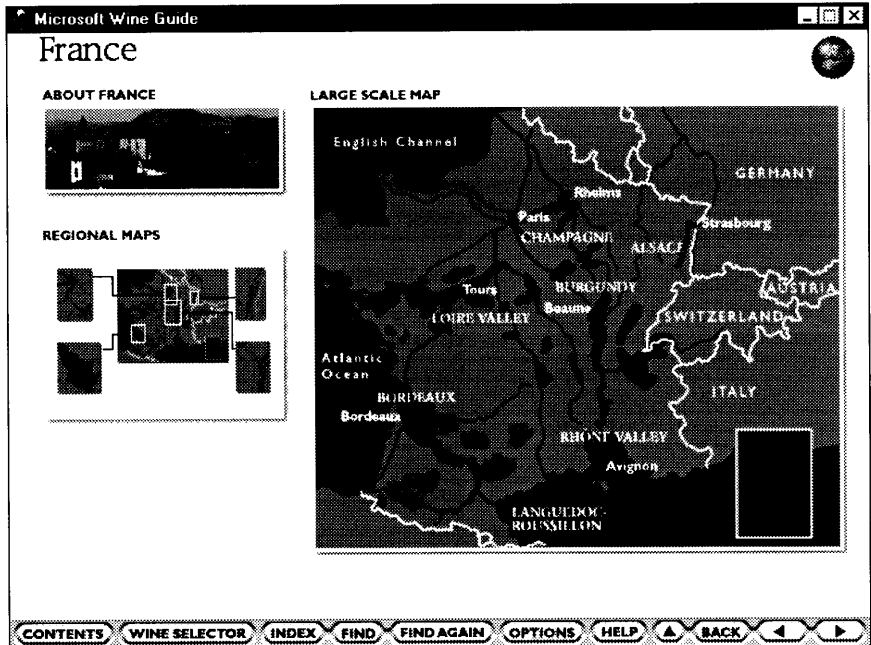 Microsoft Wine Guide
France
ABOUT FRANCE
LARGE SCALE MAP
English Channel
GERMANY
Rheims
Paris
Strasbourg
CHAMPAGNE
ALSACE
REGIONAL MAPS
Tours
BURGUNDY
AUSTRIA
Beaune
LOIRE VALLEY
SWITZERLAND
Atlantic
Ocean
ITALY
BORDEAUX
Bordeaux
RHÔNE VALLEY
Avignon
LANGUEDOC-
ROUSSILLON
CONTENTS WINE SELECTOR INDEX FIND FIND AGAIN OPTIONS HELP BACK